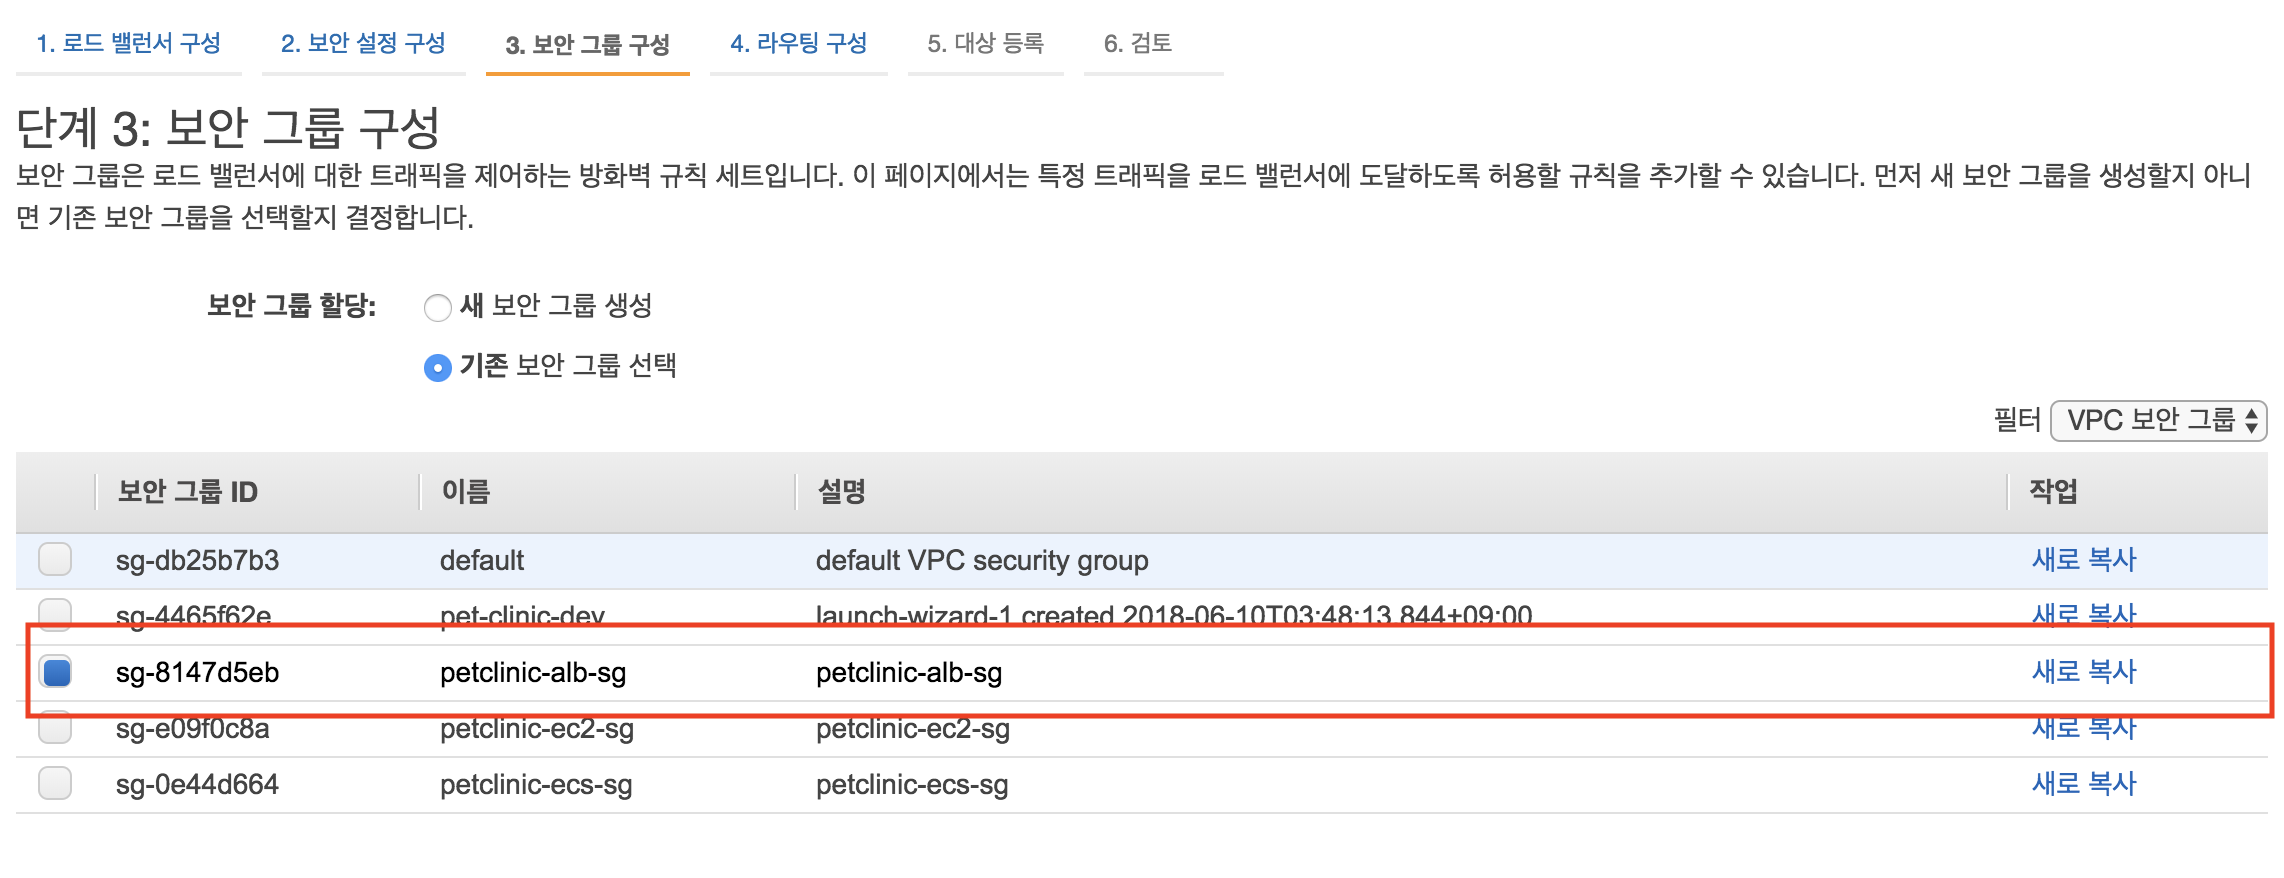 1. 로드 밸런서 구성 2. 보안 설정 구성 3. 보안 그룹 구성 4. 라우팅 구성 5. 대상 등록 6. 검토
단계 3: 보안 그룹 구성
보안 그룹은 로드 밸런서에 대한 트래픽을 제어하는 방화벽 규칙 세트입니다. 이 페이지에서는 특정 트래픽을 로드 밸런서에 도달하도록 허용할 규칙을 추가할 수 있습니다. 먼저 새 보안 그룹을 생성할지 아니
면 기존 보안 그룹을 선택할지 결정합니다.
보안 그룹 할당: 새 보안 그룹 생성
기존 보안 그룹 선택
필터 VPC 보안 그룹
보안 그룹 ID 이름 설명 작업
sg-db25b7b3 default default VPC security group 새로 복사
sg-4465f62e pet-clinic-dev launch-wizard-1 created 2018-06-10T03:48:13.844+09:00 새로 복사
sg-8147d5eb petclinic-alb-sg petclinic-alb-sg 새로 복사
sg-e09f0c8a petclinic-ec2-sg petclinic-ec2-sg 새로 복사
sg-0e44d664 petclinic-ecs-sg petclinic-ecs-sg 새로 복사